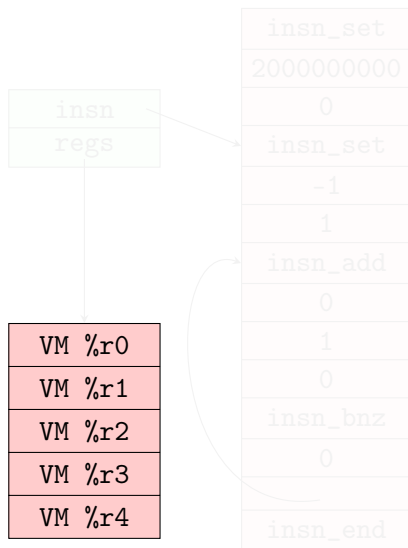 insn
regs
VM %r0
VM %r1
VM %r2
VM %r3
VM %r4
insn_set
2000000000
0
insn_set
-1
1
insn_add
0
1
0
insn_bnz
0
insn_end